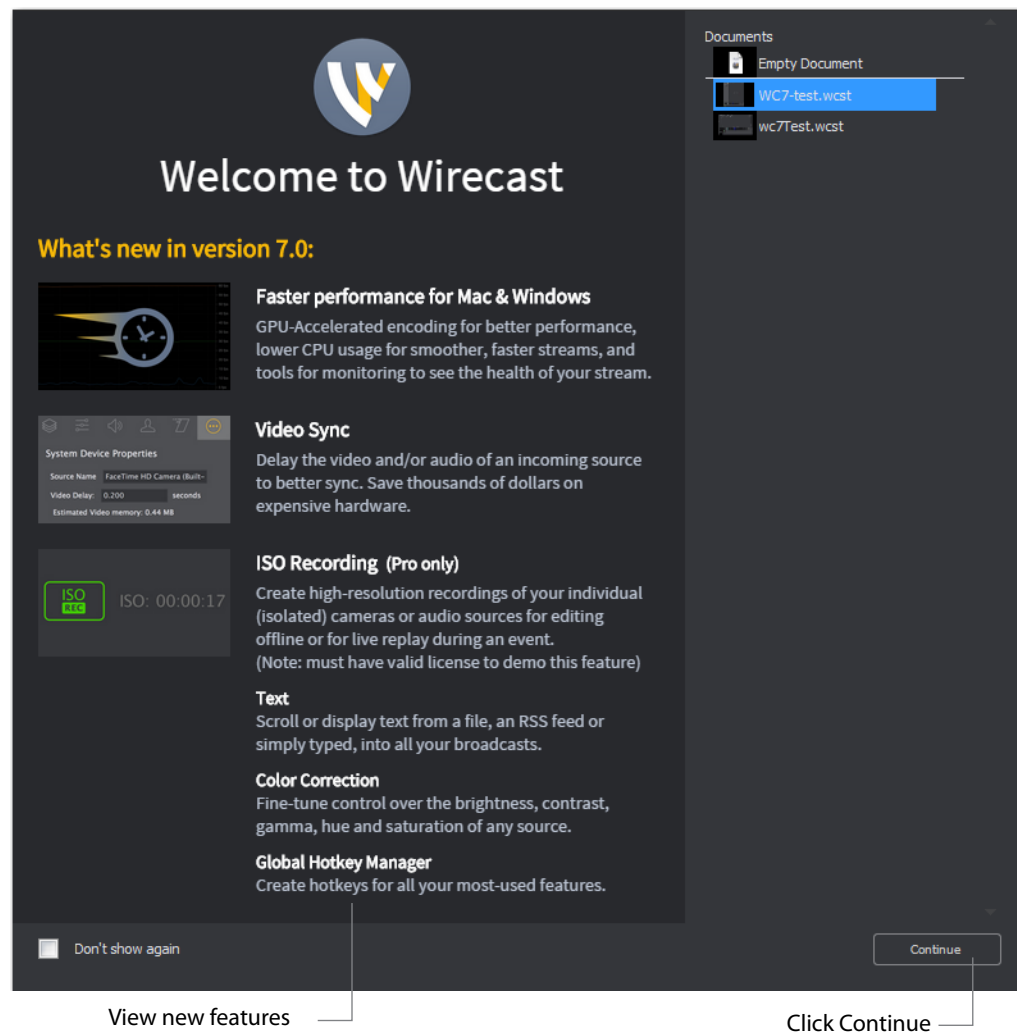 Welcome to Wirecast
What's new in version 7.0:
Faster performance for Mac & Windows
GPU-Accelerated encoding for better performance,
lower CPU usage for smoother, faster streams, and
tools for monitoring to see the health of your stream.
System Device Properties
Source Name FaceTime HD Camera (Built-
Video Delay: 0.200 seconds
Estimated Video memory: 0.44 MB
Video Sync
Delay the video and/or audio of an incoming source
to better sync. Save thousands of dollars on
expensive hardware.
ISO
REC
ISO: 00:00:17
ISO Recording (Pro only)
Create high-resolution recordings of your individual
(isolated) cameras or audio sources for editing
offline or for live replay during an event.
(Note: must have valid license to demo this feature)
Text
Scroll or display text from a file, an RSS feed or
simply typed, into all your broadcasts.
Color Correction
Fine-tune control over the brightness, contrast,
gamma, hue and saturation of any source.
Global Hotkey Manager
Create hotkeys for all your most-used features.
Documents
Empty Document
WC7-test.wcst
wc7Test.wcst
Don't show again
Continue
View new features
Click Continue